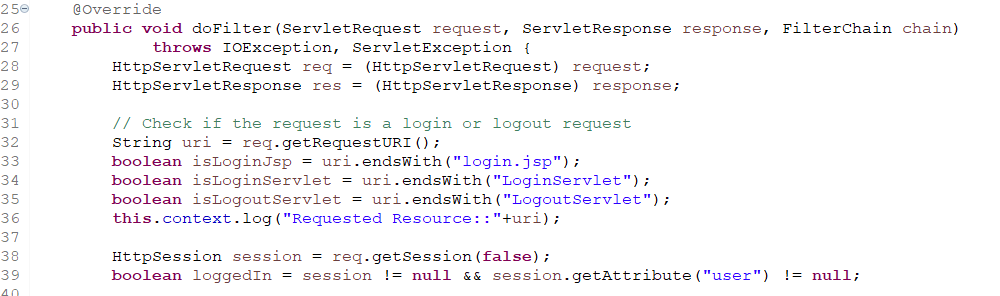 25 @Override
26 public void doFilter(ServletRequest request, ServletResponse response, FilterChain chain)
27 throws IOException, ServletException {
28 HttpServletRequest req = (HttpServletRequest) request;
29 HttpServletResponse res = (HttpServletResponse) response;
30
31 // Check if the request is a login or logout request
32 String uri = req.getRequestURI();
33 boolean isLoginJsp = uri.endsWith("login.jsp");
34 boolean isLoginServlet = uri.endsWith("LoginServlet");
35 boolean isLogoutServlet = uri.endsWith("LogoutServlet");
36 this.context.log("Requested Resource::"+uri);
37
38 HttpSession session = req.getSession(false);
39 boolean loggedIn = session != null && session.getAttribute("user") != null;
40